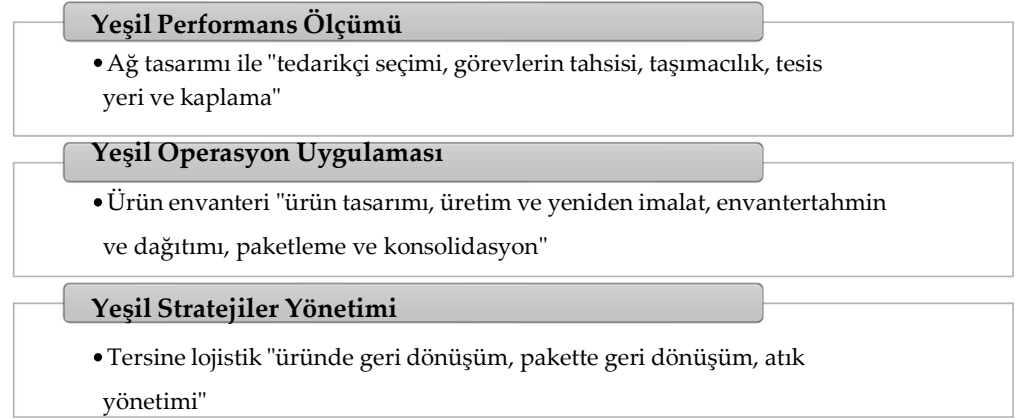 Yeşil Performans Ölçümü
•Ağ tasarımı ile "tedarikçi seçimi, görevlerin tahsisi, taşımacılık, tesis
yeri ve kaplama"
Yeşil Operasyon Uygulaması
•Ürün envanteri "ürün tasarımı, üretim ve yeniden imalat, envantertahmin
ve dağıtımı, paketleme ve konsolidasyon"
Yeşil Stratejiler Yönetimi
•Tersine lojistik "üründe geri dönüşüm, pakette geri dönüşüm, atık
yönetimi"